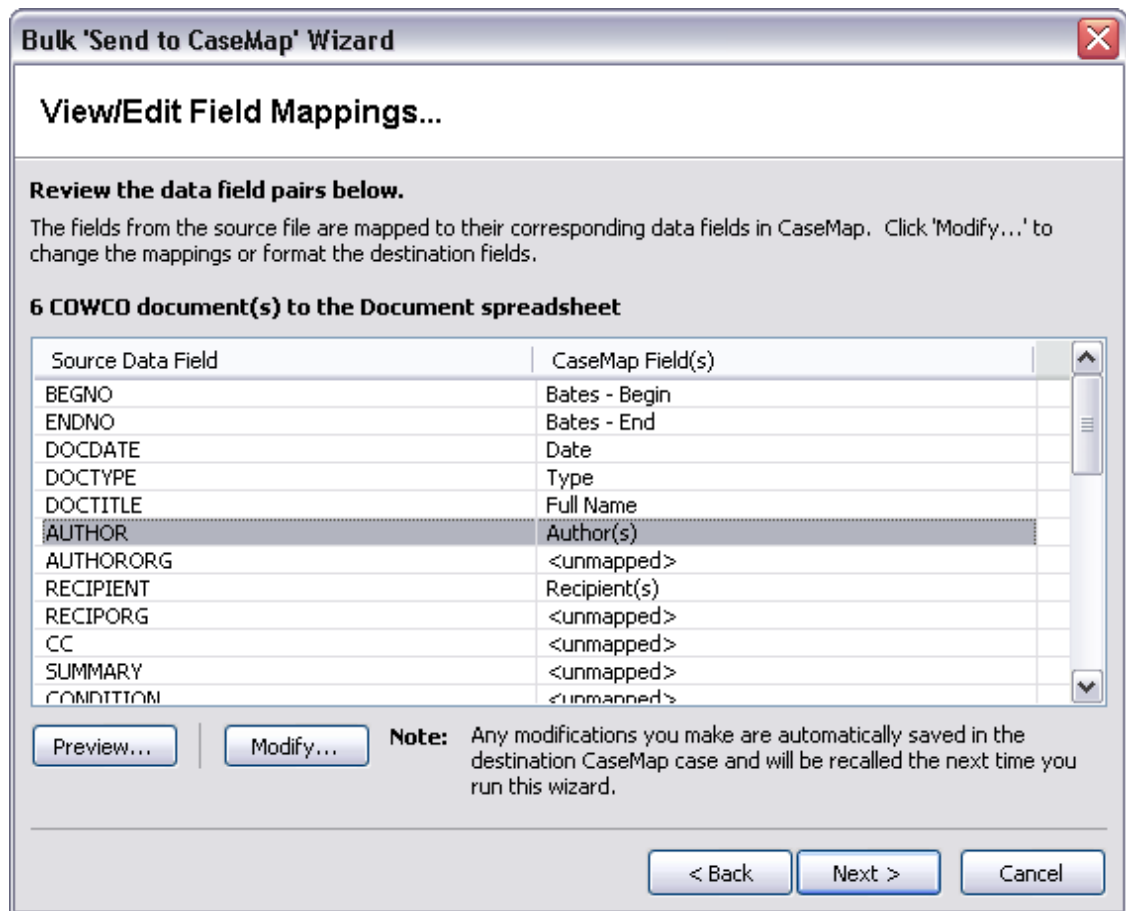 Bulk 'Send to CaseMap' Wizard
View/Edit Field Mappings...
Review the data field pairs below.
The fields from the source file are mapped to their corresponding data fields in CaseMap. Click 'Modify...' to
change the mappings or format the destination fields.
6 COWCO document(s) to the Document spreadsheet
Source Data Field CaseMap Field(s)
BEGNO Bates - Begin
ENDNO Bates - End
DOCDATE Date
DOCTYPE Type
DOCTITLE Full Name
AUTHOR Author(s)
AUTHORORG <unmapped>
RECIPIENT Recipient(s)
RECIPORG <unmapped>
CC <unmapped>
SUMMARY <unmapped>
CONDITION <unmapped>
Preview... Modify... Note: Any modifications you make are automatically saved in the
destination CaseMap case and will be recalled the next time you
run this wizard.
< Back Next > Cancel